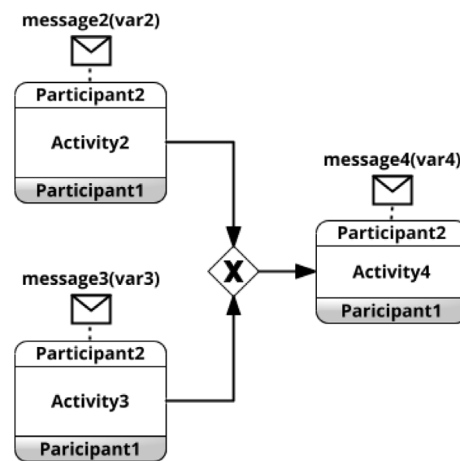 message2(var2)
Participant2
Activity2
Participant1
message3(var3)
Participant2
Activity3
Paricipant1
X
message4(var4)
Participant2
Activity4
Paricipant1